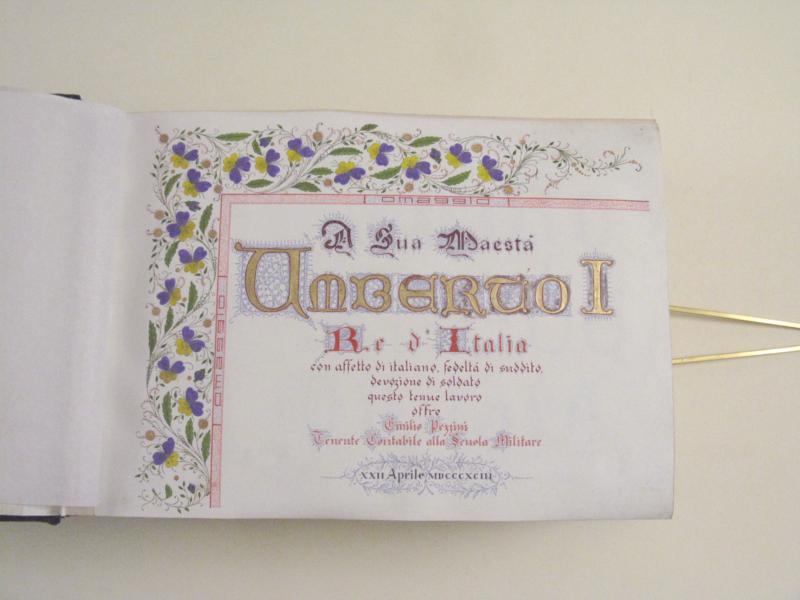 omaggio
omaggio
A Sua Maestà
Umberto I
Re d'Italia
con affetto di italiano, fedeltà di suddito,
devozione di soldato
questo tenue lavoro
offre
Emilio Pezzini
Tenente Contabile alla Scuola Militare
XXII Aprile MDCCCXCIII